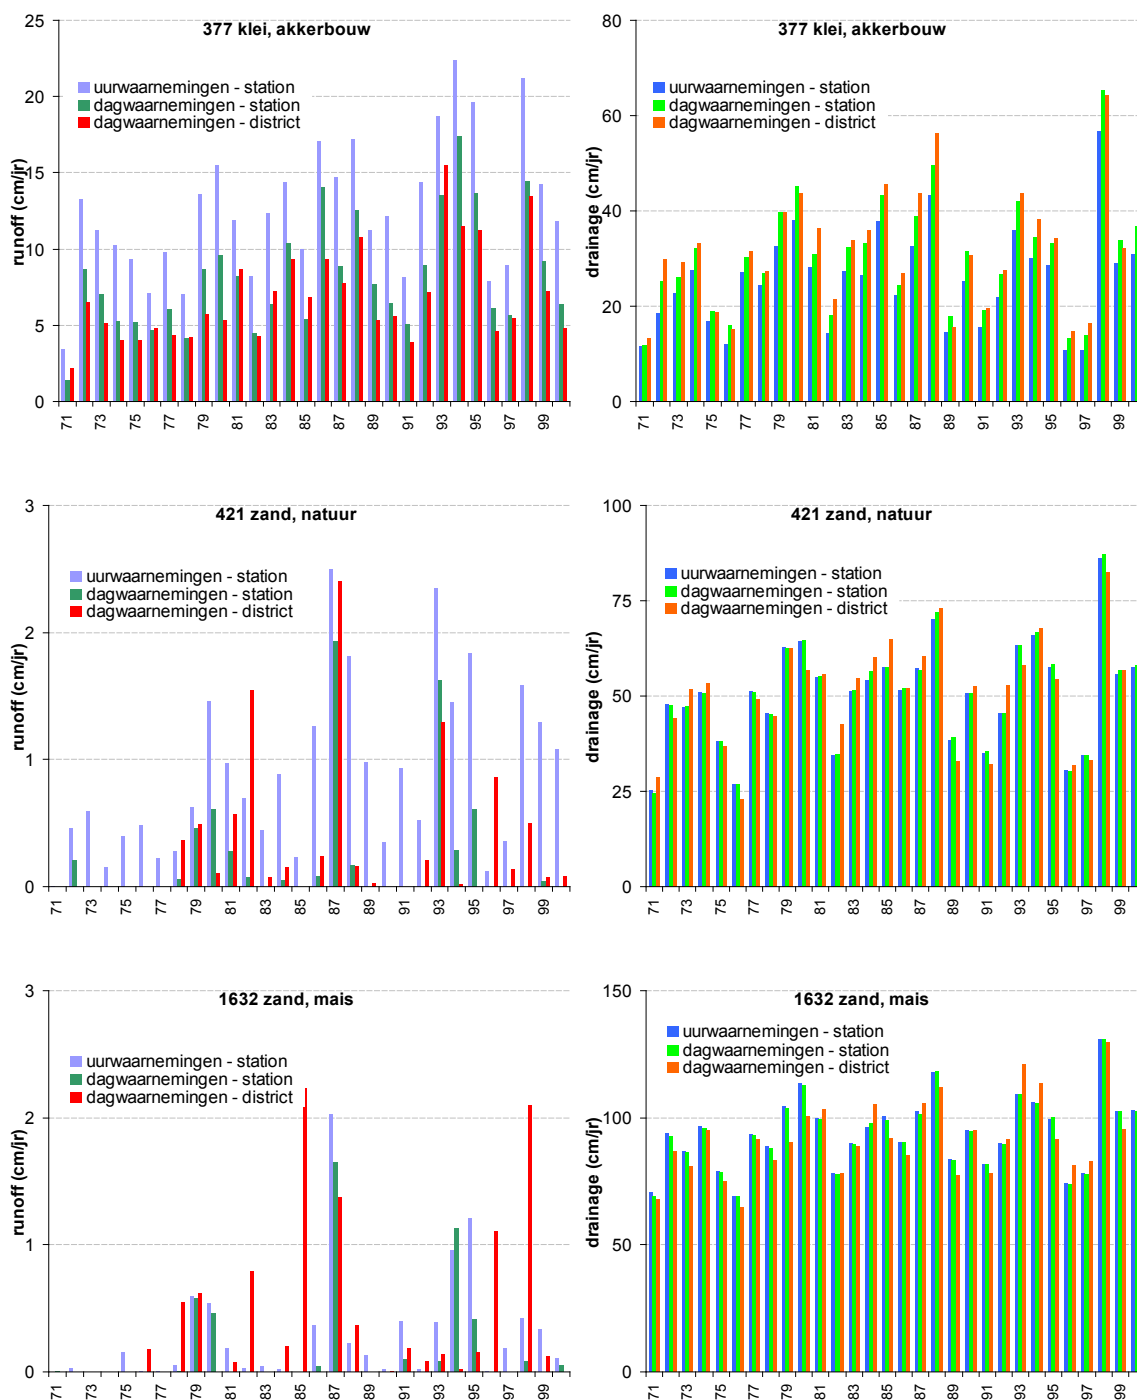 377 klei, akkerbouw
runoff (cm/jr)
25
20
15
10
5
0
uurwaarnemingen - station
dagwaarnemingen - station
dagwaarnemingen - district
71 73 75 77 79 81 83 85 87 89 91 93 95 97 99
377 klei, akkerbouw
drainage (cm/jr)
80
60
40
20
0
uurwaarnemingen - station
dagwaarnemingen - station
dagwaarnemingen - district
71 73 75 77 79 81 83 85 87 89 91 93 95 97 99
421 zand, natuur
runoff (cm/jr)
3
2
1
0
uurwaarnemingen - station
dagwaarnemingen - station
dagwaarnemingen - district
71 73 75 77 79 81 83 85 87 89 91 93 95 97 99
421 zand, natuur
drainage (cm/jr)
100
75
50
25
0
uurwaarnemingen - station
dagwaarnemingen - station
dagwaarnemingen - district
71 73 75 77 79 81 83 85 87 89 91 93 95 97 99
1632 zand, mais
runoff (cm/jr)
3
2
1
0
uurwaarnemingen - station
dagwaarnemingen - station
dagwaarnemingen - district
71 73 75 77 79 81 83 85 87 89 91 93 95 97 99
1632 zand, mais
drainage (cm/jr)
150
100
50
0
uurwaarnemingen - station
dagwaarnemingen - station
dagwaarnemingen - district
71 73 75 77 79 81 83 85 87 89 91 93 95 97 99